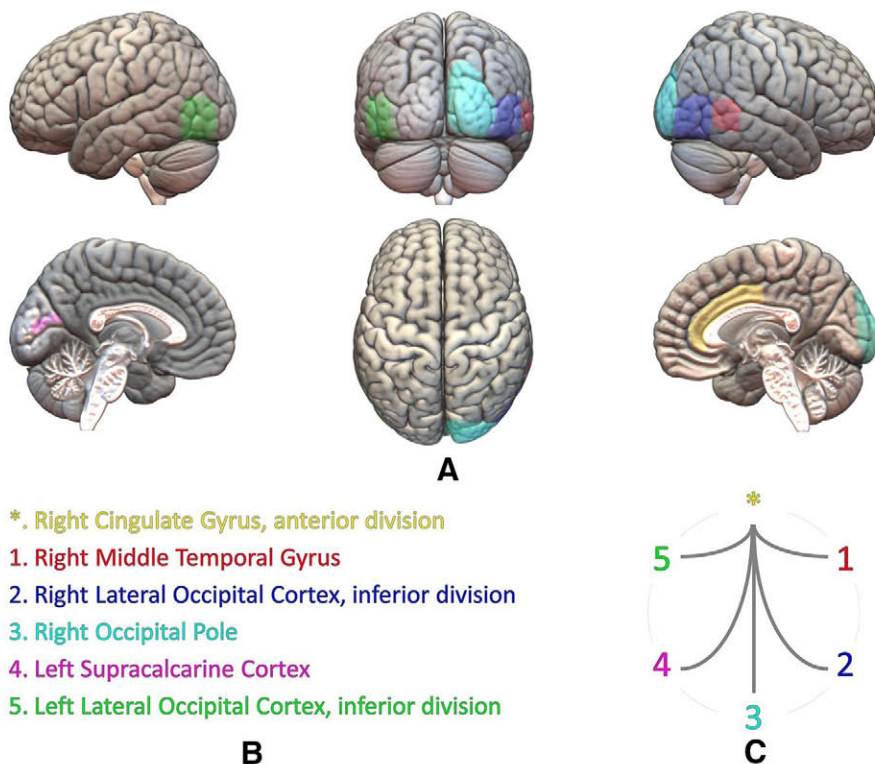 A
*. Right Cingulate Gyrus, anterior division
1. Right Middle Temporal Gyrus
2. Right Lateral Occipital Cortex, inferior division
3. Right Occipital Pole
4. Left Supracalcarine Cortex
5. Left Lateral Occipital Cortex, inferior division
B
*
5
1
4
2
3
C